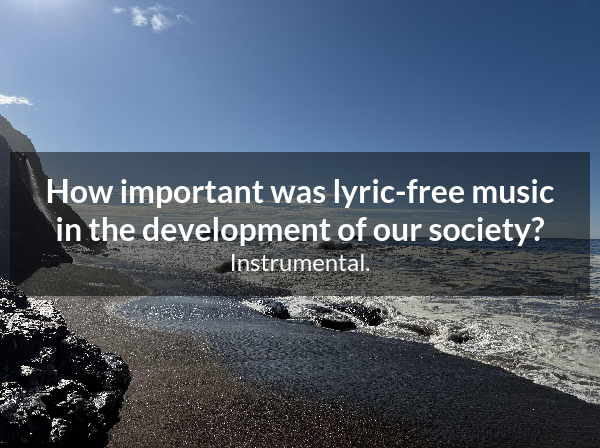 How important was lyric-free music
in the development of our society?
Instrumental.